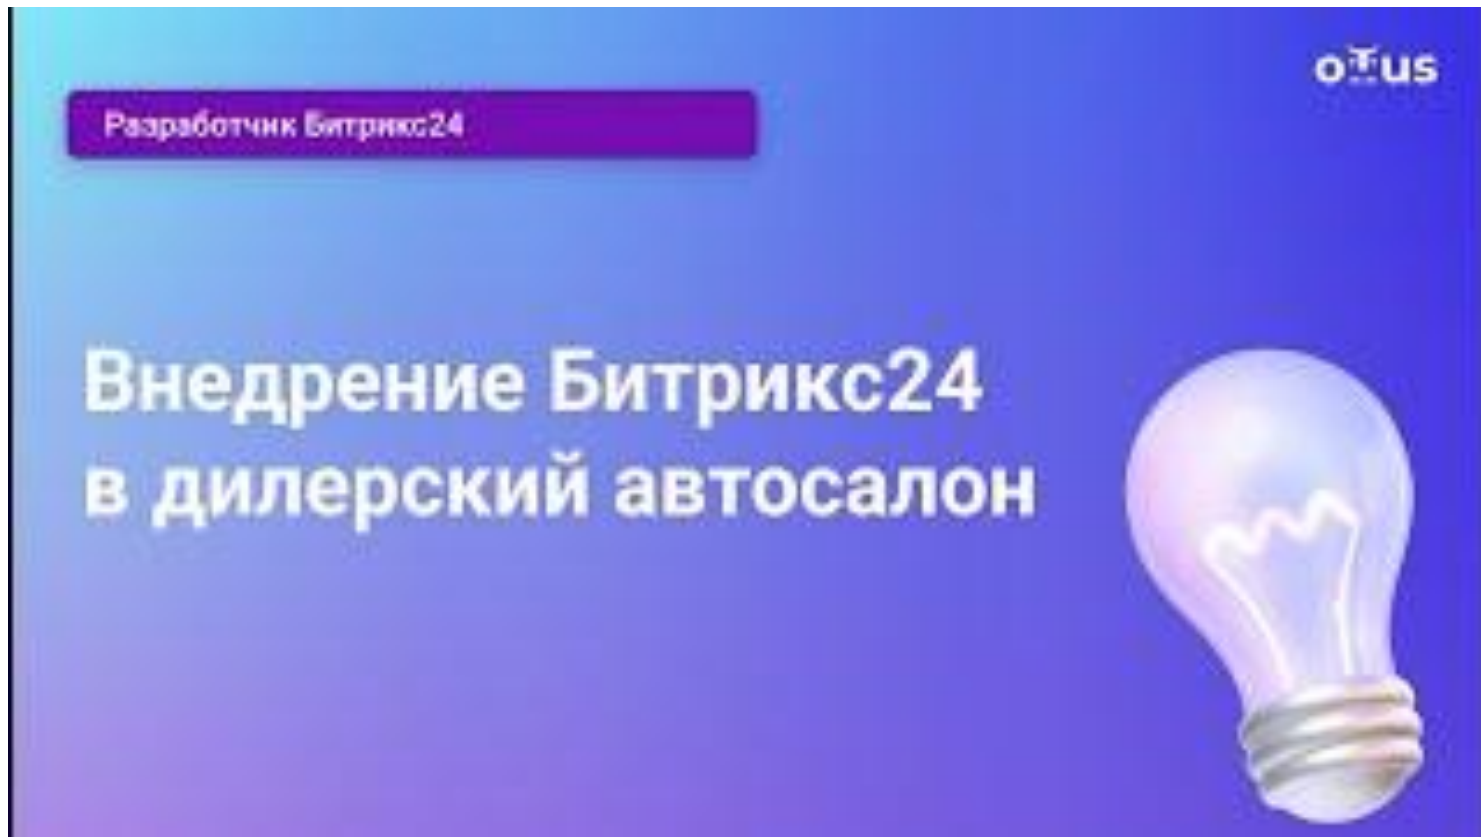 OTUS
Разработчик Битрикс24
Внедрение Битрикс24
в дилерский автосалон